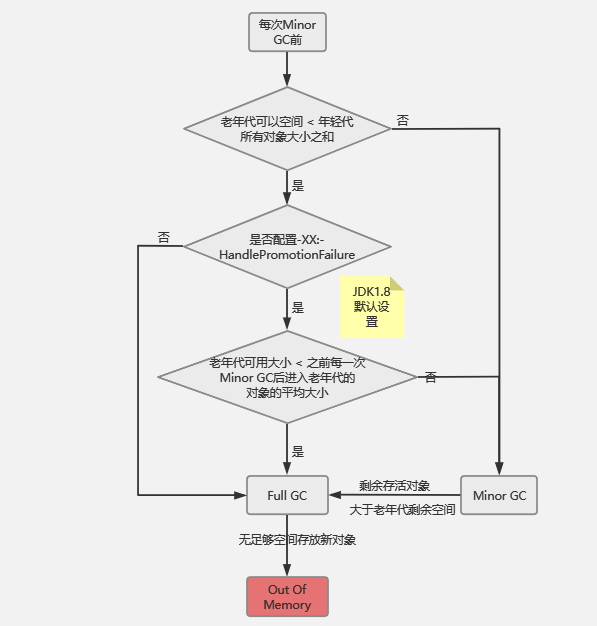 每次Minor
GC前
老年代可以空间 < 年轻代
所有对象大小之和
否
是
是否配置-XX:-
HandlePromotionFailure
否
JDK1.8
默认设
置
是
老年代可用大小 < 之前每一次
Minor GC后进入老年代的
对象的平均大小
否
是
Full GC
剩余存活对象
大于老年代剩余空间
Minor GC
无足够空间存放新对象
Out Of
Memory